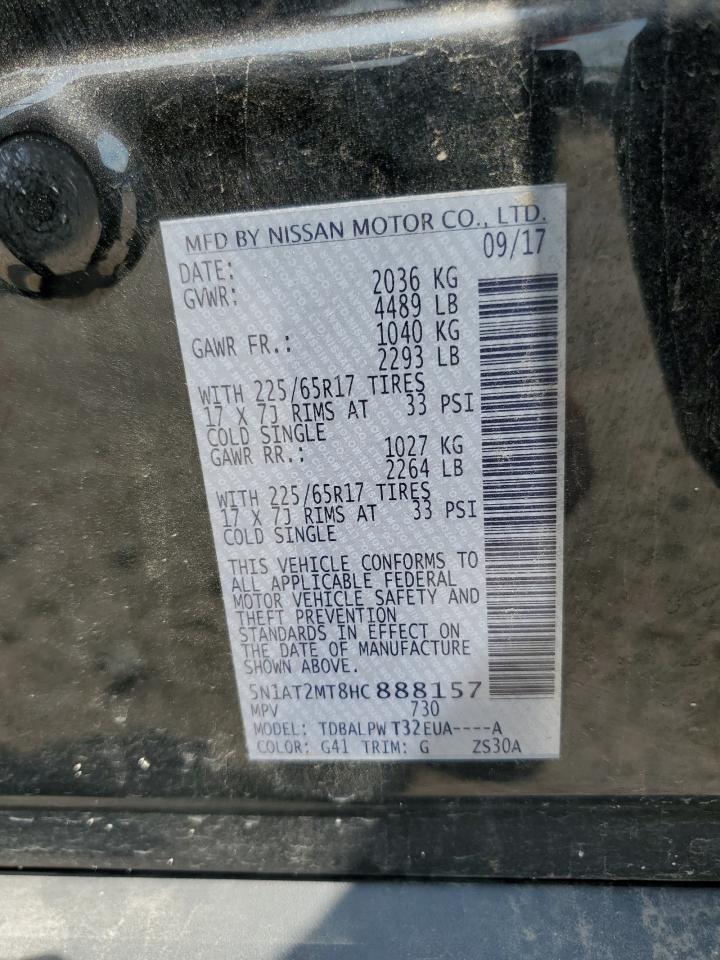 MFD BY NISSAN MOTOR CO., LTD.
DATE: 09/17
GVWR: 2036 KG
4489 LB
GAWR FR.: 1040 KG
2293 LB
WITH 225/65R17 TIRES
17 X 7J RIMS AT 33 PSI
COLD SINGLE
GAWR RR.: 1027 KG
2264 LB
WITH 225/65R17 TIRES
17 X 7J RIMS AT 33 PSI
COLD SINGLE
THIS VEHICLE CONFORMS TO
ALL APPLICABLE FEDERAL
MOTOR VEHICLE SAFETY AND
THEFT PREVENTION
STANDARDS IN EFFECT ON
THE DATE OF MANUFACTURE
SHOWN ABOVE.
5N1AT2MT8HC888157
MPV 730
MODEL: TDBALPW T32EUA----A
COLOR: G41 TRIM: G ZS30A